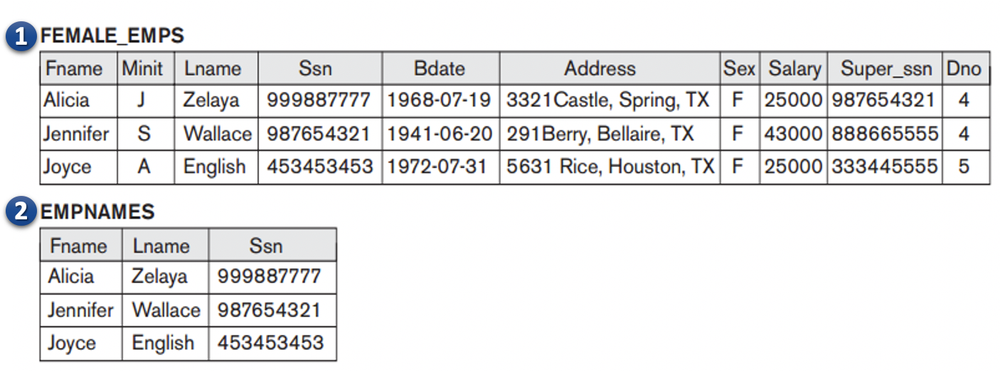 1 FEMALE_EMPS
Fname Minit Lname Ssn Bdate Address Sex Salary Super_ssn Dno
Alicia J Zelaya 999887777 1968-07-19 3321Castle, Spring, TX F 25000 987654321 4
Jennifer S Wallace 987654321 1941-06-20 291Berry, Bellaire, TX F 43000 888665555 4
Joyce A English 453453453 1972-07-31 5631 Rice, Houston, TX F 25000 333445555 5
2 EMPNAMES
Fname Lname Ssn
Alicia Zelaya 999887777
Jennifer Wallace 987654321
Joyce English 453453453